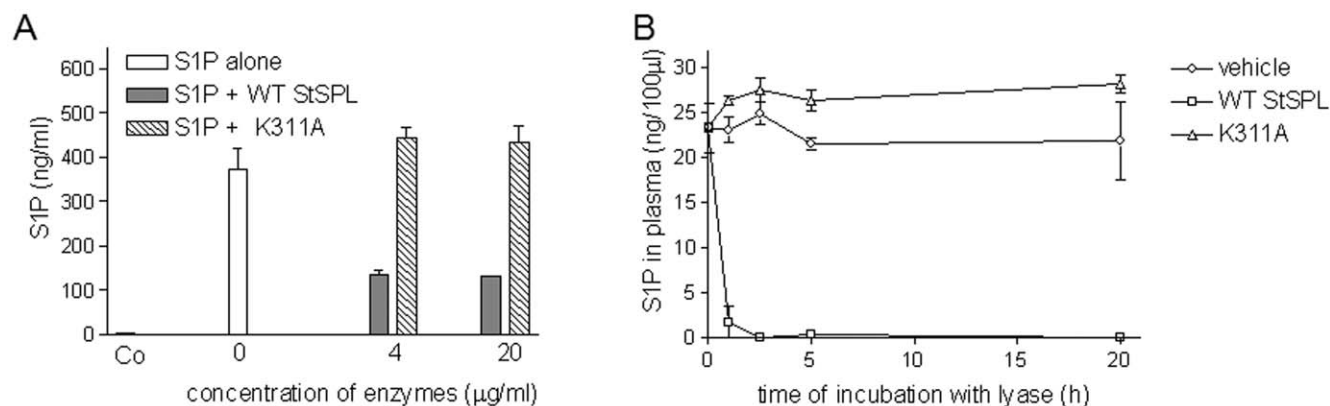 A
S1P (ng/ml)
600
500
400
300
200
100
0
S1P alone
S1P + WT StSPL
S1P + K311A
Co
0
4
20
concentration of enzymes (µg/ml)
B
S1P in plasma (ng/100µl)
30
25
20
15
10
5
0
0
5
10
15
20
time of incubation with lyase (h)
vehicle
WT StSPL
K311A